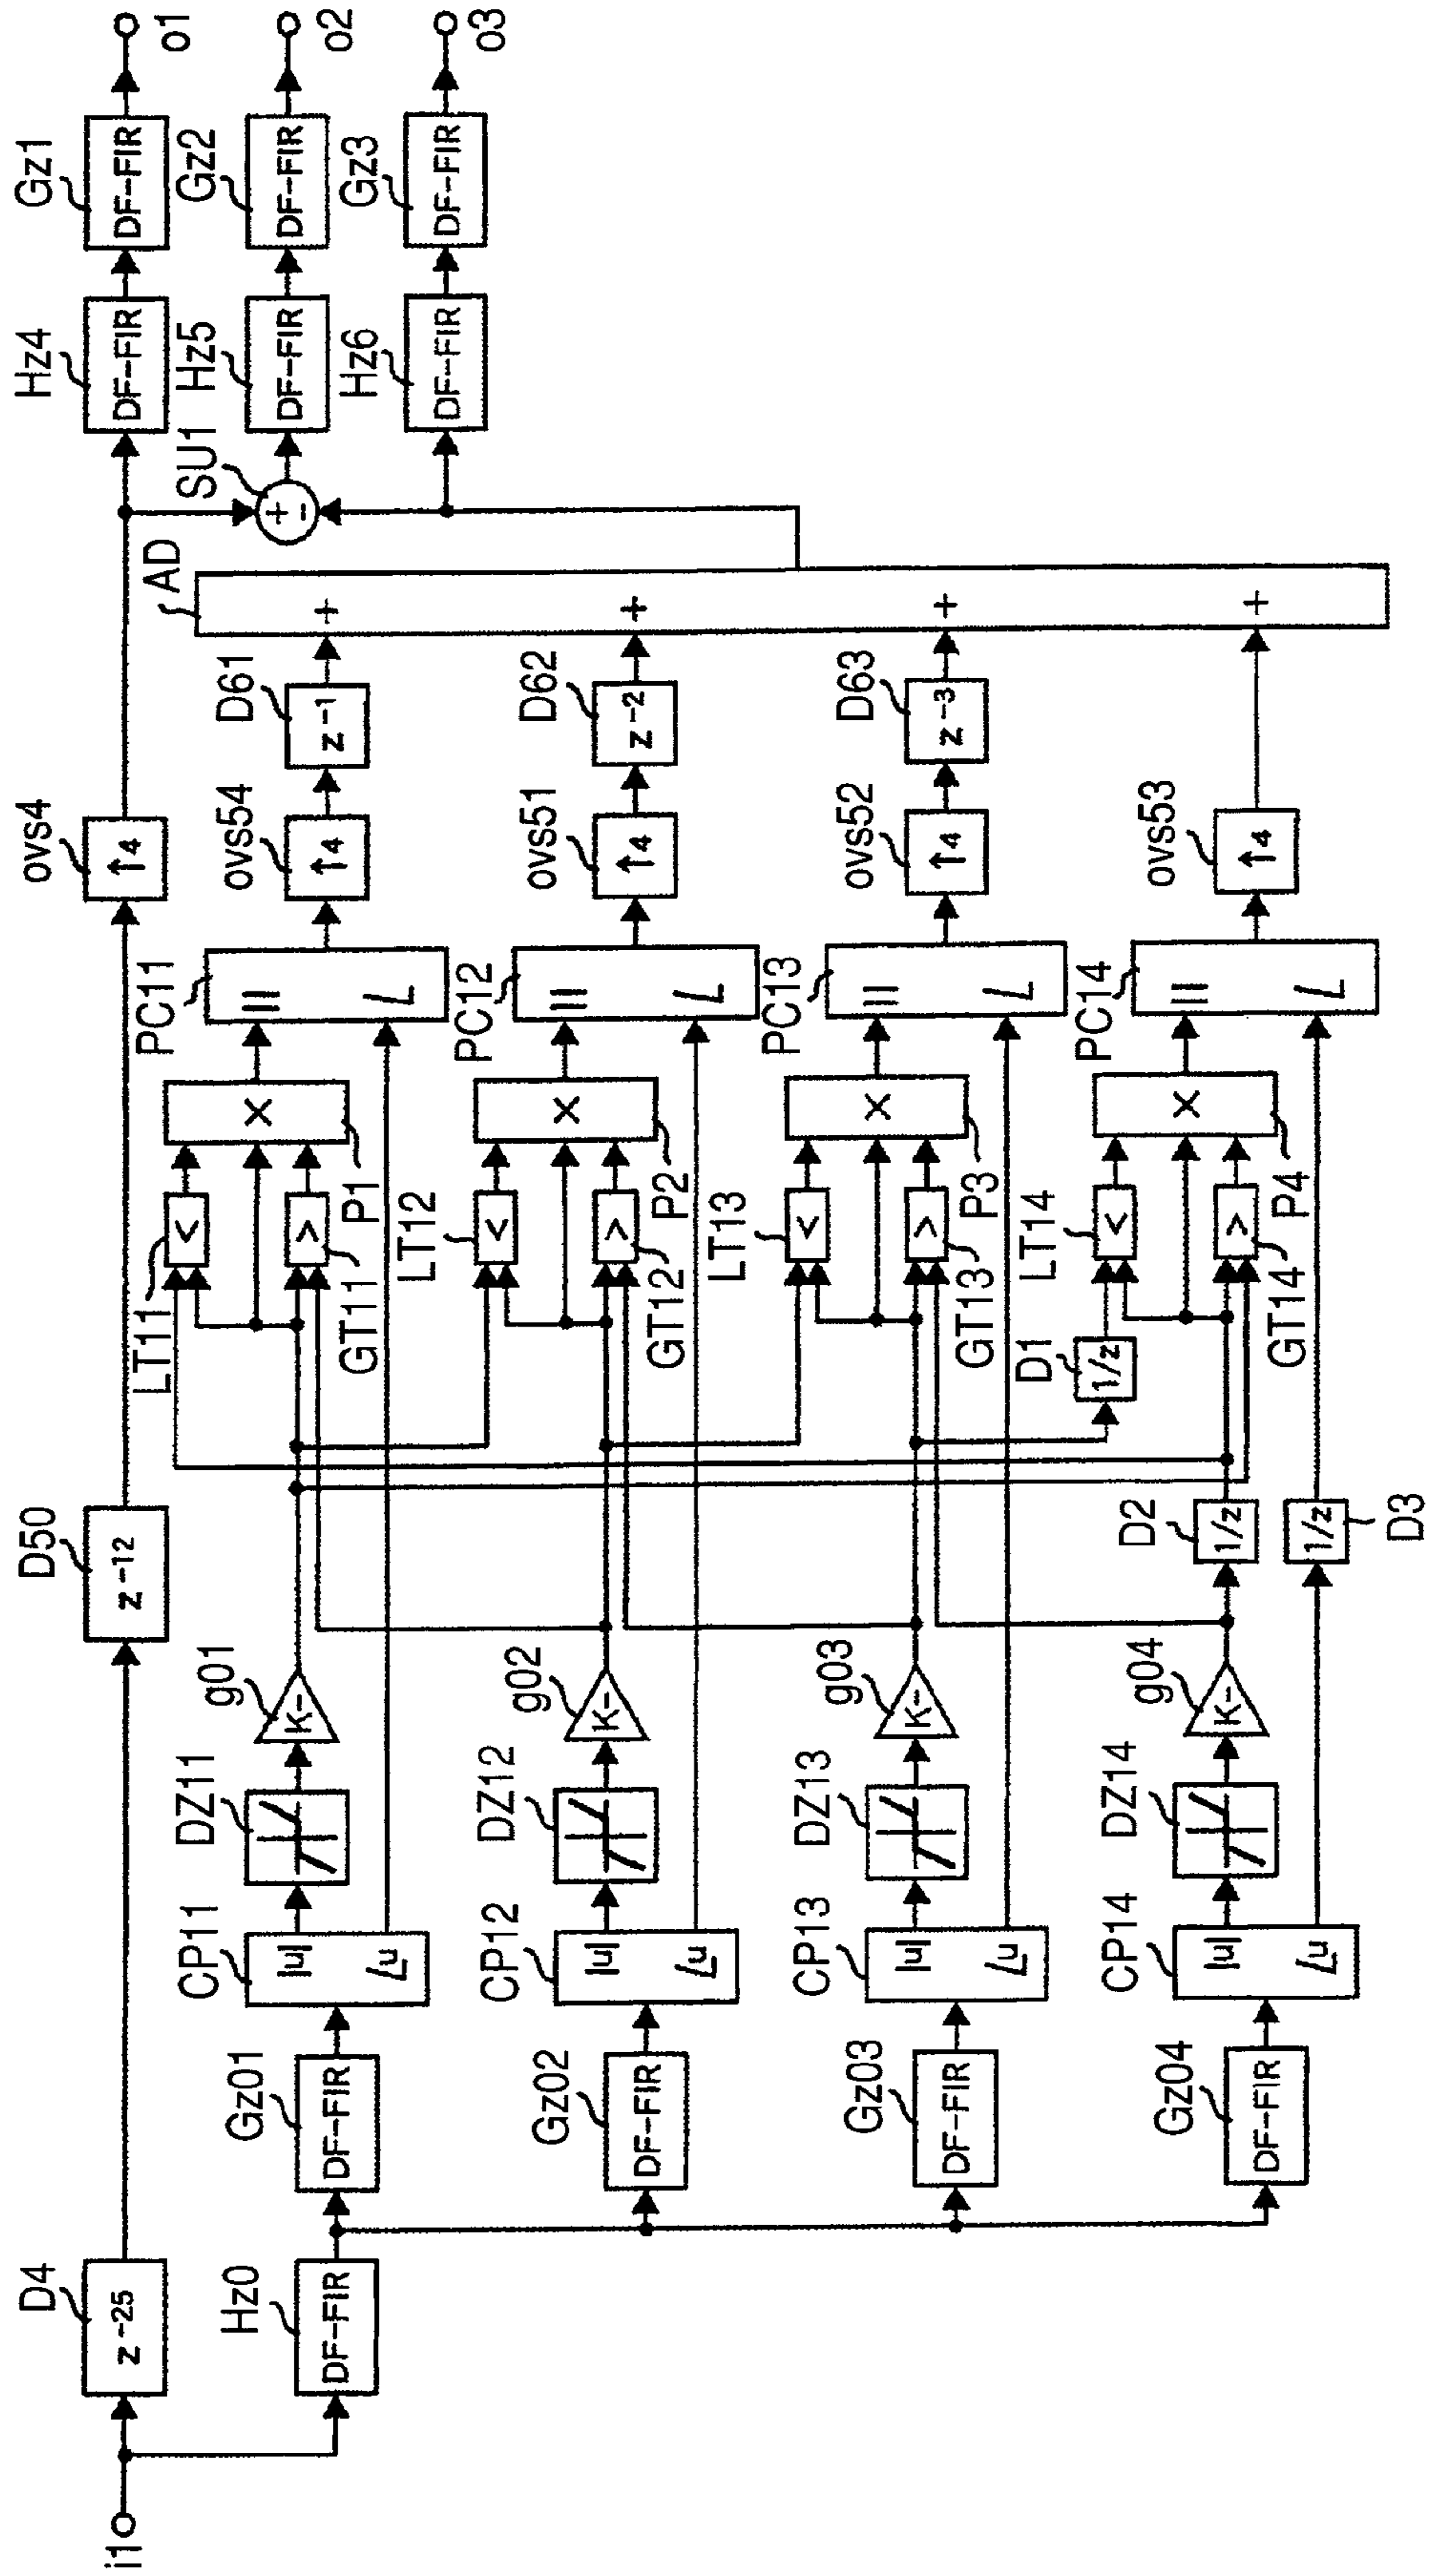 i1
D4
z⁻²⁵
D50
z⁻¹²
ovs4
↑4
Hz4
DF-FIR
Gz1
DF-FIR
o1
Hz0
DF-FIR
Gz01
DF-FIR
CP11
|u|
∠u
DZ11
g01
K-
LT11
<
GT11
>
P1
×
PC11
||
∠
ovs54
↑4
D61
z⁻¹
AD
+
+
+
+
SU1
+
-
Hz5
DF-FIR
Gz2
DF-FIR
o2
Hz6
DF-FIR
Gz3
DF-FIR
o3
Gz02
DF-FIR
CP12
|u|
∠u
DZ12
g02
K-
LT12
<
GT12
>
P2
×
PC12
||
∠
ovs51
↑4
D62
z⁻²
Gz03
DF-FIR
CP13
|u|
∠u
DZ13
g03
K-
LT13
<
GT13
>
P3
×
PC13
||
∠
ovs52
↑4
D63
z⁻³
Gz04
DF-FIR
CP14
|u|
∠u
DZ14
g04
K-
D2
1/z
D3
1/z
D1
1/z
LT14
<
GT14
>
P4
×
PC14
||
∠
ovs53
↑4